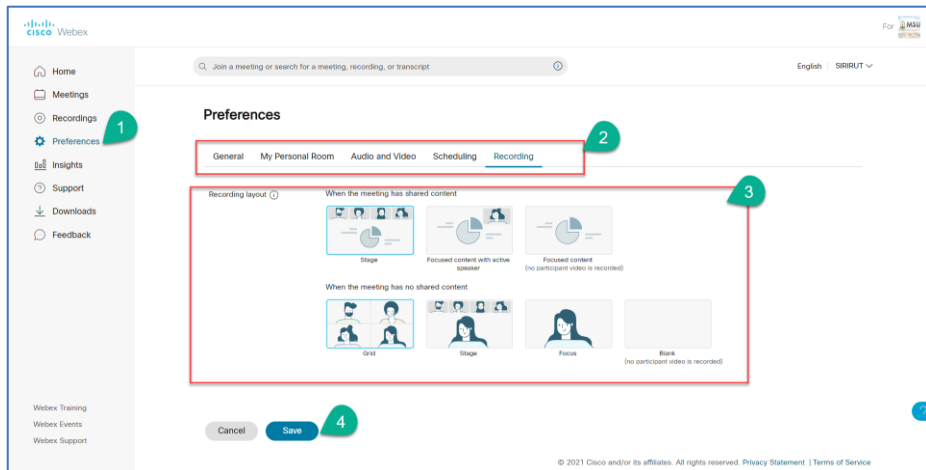 cisco Webex
For MSU
Join a meeting or search for a meeting, recording, or transcript
English SIRIRUT
Home
Meetings
Recordings
Preferences
Insights
Support
Downloads
Feedback
1
Preferences
2
General My Personal Room Audio and Video Scheduling Recording
3
Recording layout
When the meeting has shared content
Stage
Focused content with active
speaker
Focused content
(no participant video is recorded)
When the meeting has no shared content
Grid
Stage
Focus
Blank
(no participant video is recorded)
Webex Training
Webex Events
Webex Support
Cancel Save
4
?
© 2021 Cisco and/or its affiliates. All rights reserved. Privacy Statement | Terms of Service